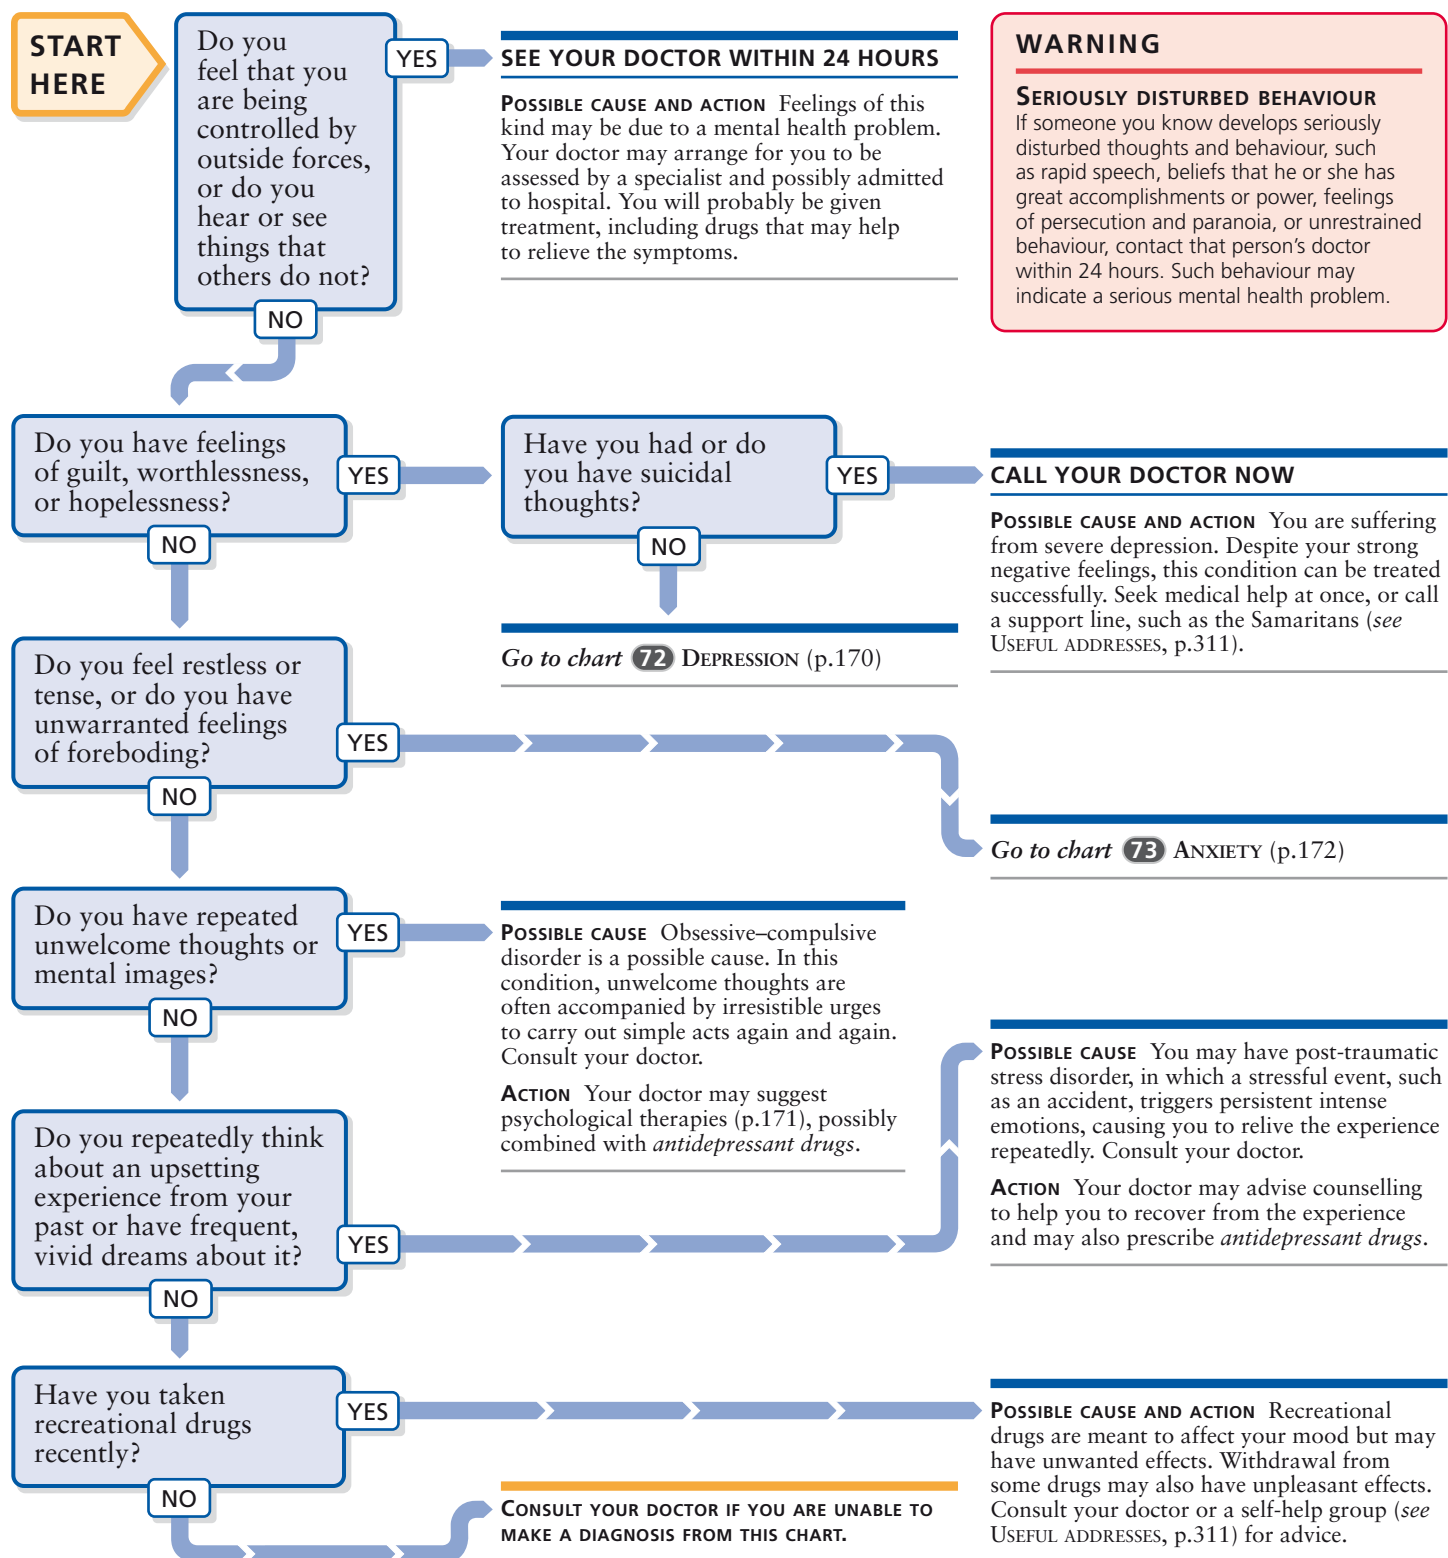 START
HERE
Do you
feel that you
are being
controlled by
outside forces,
or do you
hear or see
things that
others do not?
YES
NO
SEE YOUR DOCTOR WITHIN 24 HOURS
POSSIBLE CAUSE AND ACTION Feelings of this
kind may be due to a mental health problem.
Your doctor may arrange for you to be
assessed by a specialist and possibly admitted
to hospital. You will probably be given
treatment, including drugs that may help
to relieve the symptoms.
WARNING
SERIOUSLY DISTURBED BEHAVIOUR
If someone you know develops seriously
disturbed thoughts and behaviour, such
as rapid speech, beliefs that he or she has
great accomplishments or power, feelings
of persecution and paranoia, or unrestrained
behaviour, contact that person's doctor
within 24 hours. Such behaviour may
indicate a serious mental health problem.
Do you have feelings
of guilt, worthlessness,
or hopelessness?
YES
NO
Have you had or do
you have suicidal
thoughts?
YES
NO
CALL YOUR DOCTOR NOW
POSSIBLE CAUSE AND ACTION You are suffering
from severe depression. Despite your strong
negative feelings, this condition can be treated
successfully. Seek medical help at once, or call
a support line, such as the Samaritans (see
USEFUL ADDRESSES, p.311).
Go to chart 72 DEPRESSION (p.170)
Do you feel restless or
tense, or do you have
unwarranted feelings
of foreboding?
YES
NO
Go to chart 73 ANXIETY (p.172)
Do you have repeated
unwelcome thoughts or
mental images?
YES
NO
POSSIBLE CAUSE Obsessive–compulsive
disorder is a possible cause. In this
condition, unwelcome thoughts are
often accompanied by irresistible urges
to carry out simple acts again and again.
Consult your doctor.
ACTION Your doctor may suggest
psychological therapies (p.171), possibly
combined with antidepressant drugs.
Do you repeatedly think
about an upsetting
experience from your
past or have frequent,
vivid dreams about it?
YES
NO
POSSIBLE CAUSE You may have post-traumatic
stress disorder, in which a stressful event, such
as an accident, triggers persistent intense
emotions, causing you to relive the experience
repeatedly. Consult your doctor.
ACTION Your doctor may advise counselling
to help you to recover from the experience
and may also prescribe antidepressant drugs.
Have you taken
recreational drugs
recently?
YES
NO
POSSIBLE CAUSE AND ACTION Recreational
drugs are meant to affect your mood but may
have unwanted effects. Withdrawal from
some drugs may also have unpleasant effects.
Consult your doctor or a self-help group (see
USEFUL ADDRESSES, p.311) for advice.
CONSULT YOUR DOCTOR IF YOU ARE UNABLE TO
MAKE A DIAGNOSIS FROM THIS CHART.